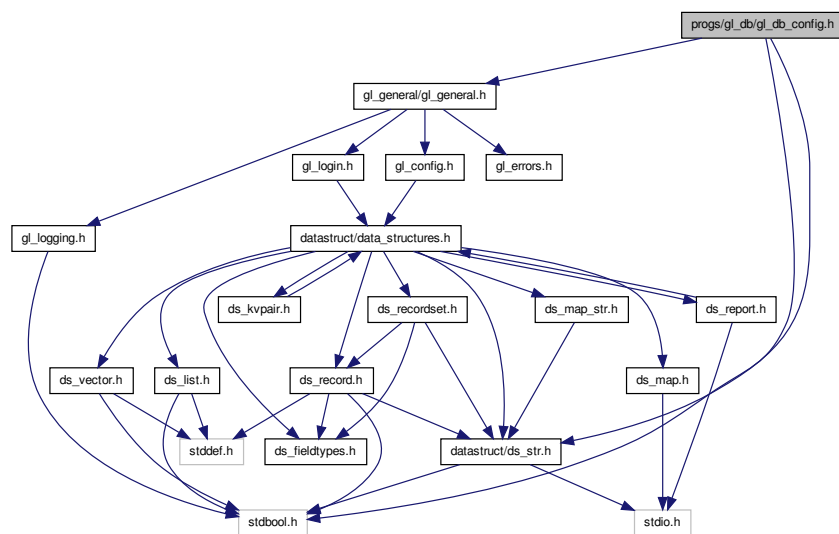 progs/gl_db/gl_db_config.h
gl_general/gl_general.h
gl_login.h
gl_config.h
gl_errors.h
gl_logging.h
datastruct/data_structures.h
ds_kvpair.h
ds_recordset.h
ds_map_str.h
ds_report.h
ds_vector.h
ds_list.h
ds_record.h
ds_map.h
stddef.h
ds_fieldtypes.h
datastruct/ds_str.h
stdbool.h
stdio.h